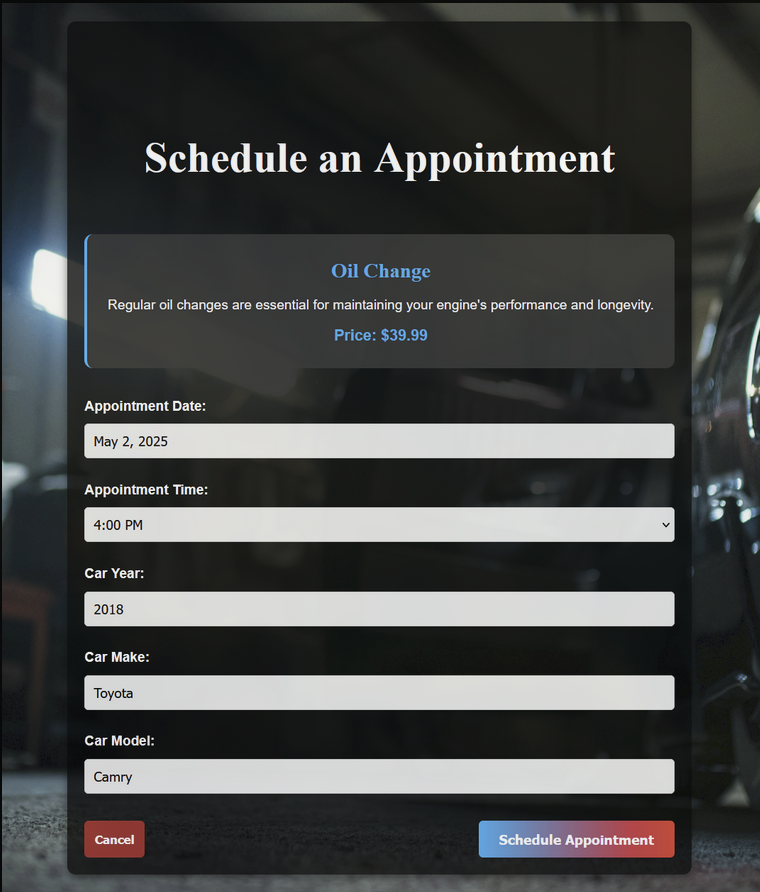 Schedule an Appointment
Oil Change
Regular oil changes are essential for maintaining your engine's performance and longevity.
Price: $39.99
Appointment Date:
May 2, 2025
Appointment Time:
4:00 PM
Car Year:
2018
Car Make:
Toyota
Car Model:
Camry
Cancel
Schedule Appointment